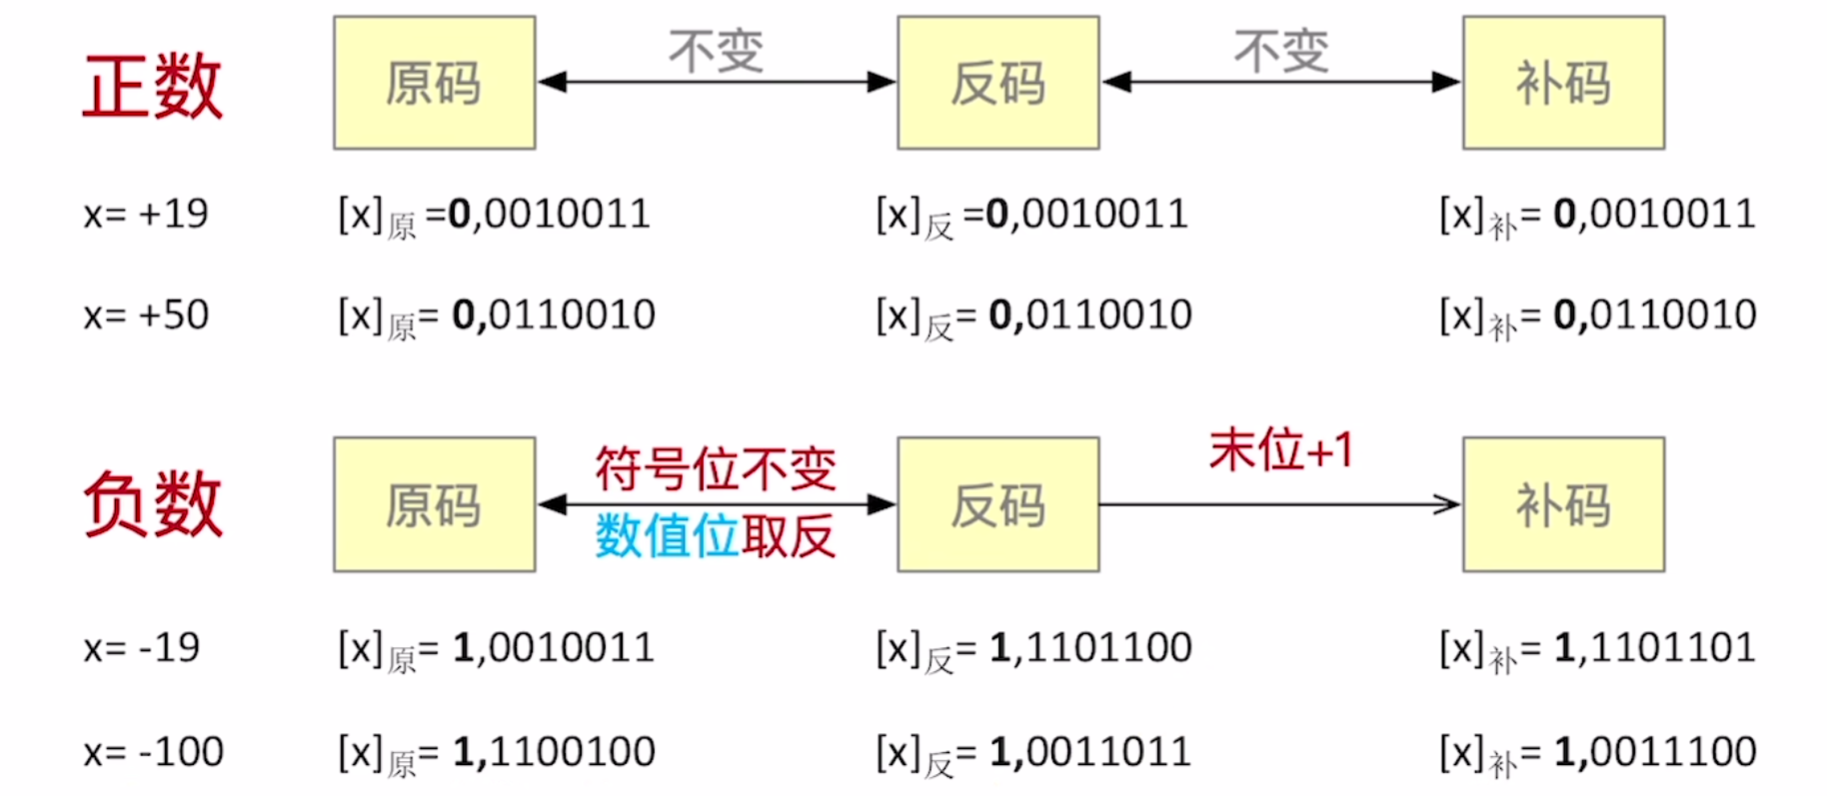 正数 原码 不变 反码 不变 补码
x= +19 [x]原 =0,0010011 [x]反 =0,0010011 [x]补= 0,0010011
x= +50 [x]原= 0,0110010 [x]反= 0,0110010 [x]补= 0,0110010
负数 原码 符号位不变 反码 末位+1 补码
数值位取反
x= -19 [x]原= 1,0010011 [x]反= 1,1101100 [x]补= 1,1101101
x= -100 [x]原= 1,1100100 [x]反= 1,0011011 [x]补= 1,0011100